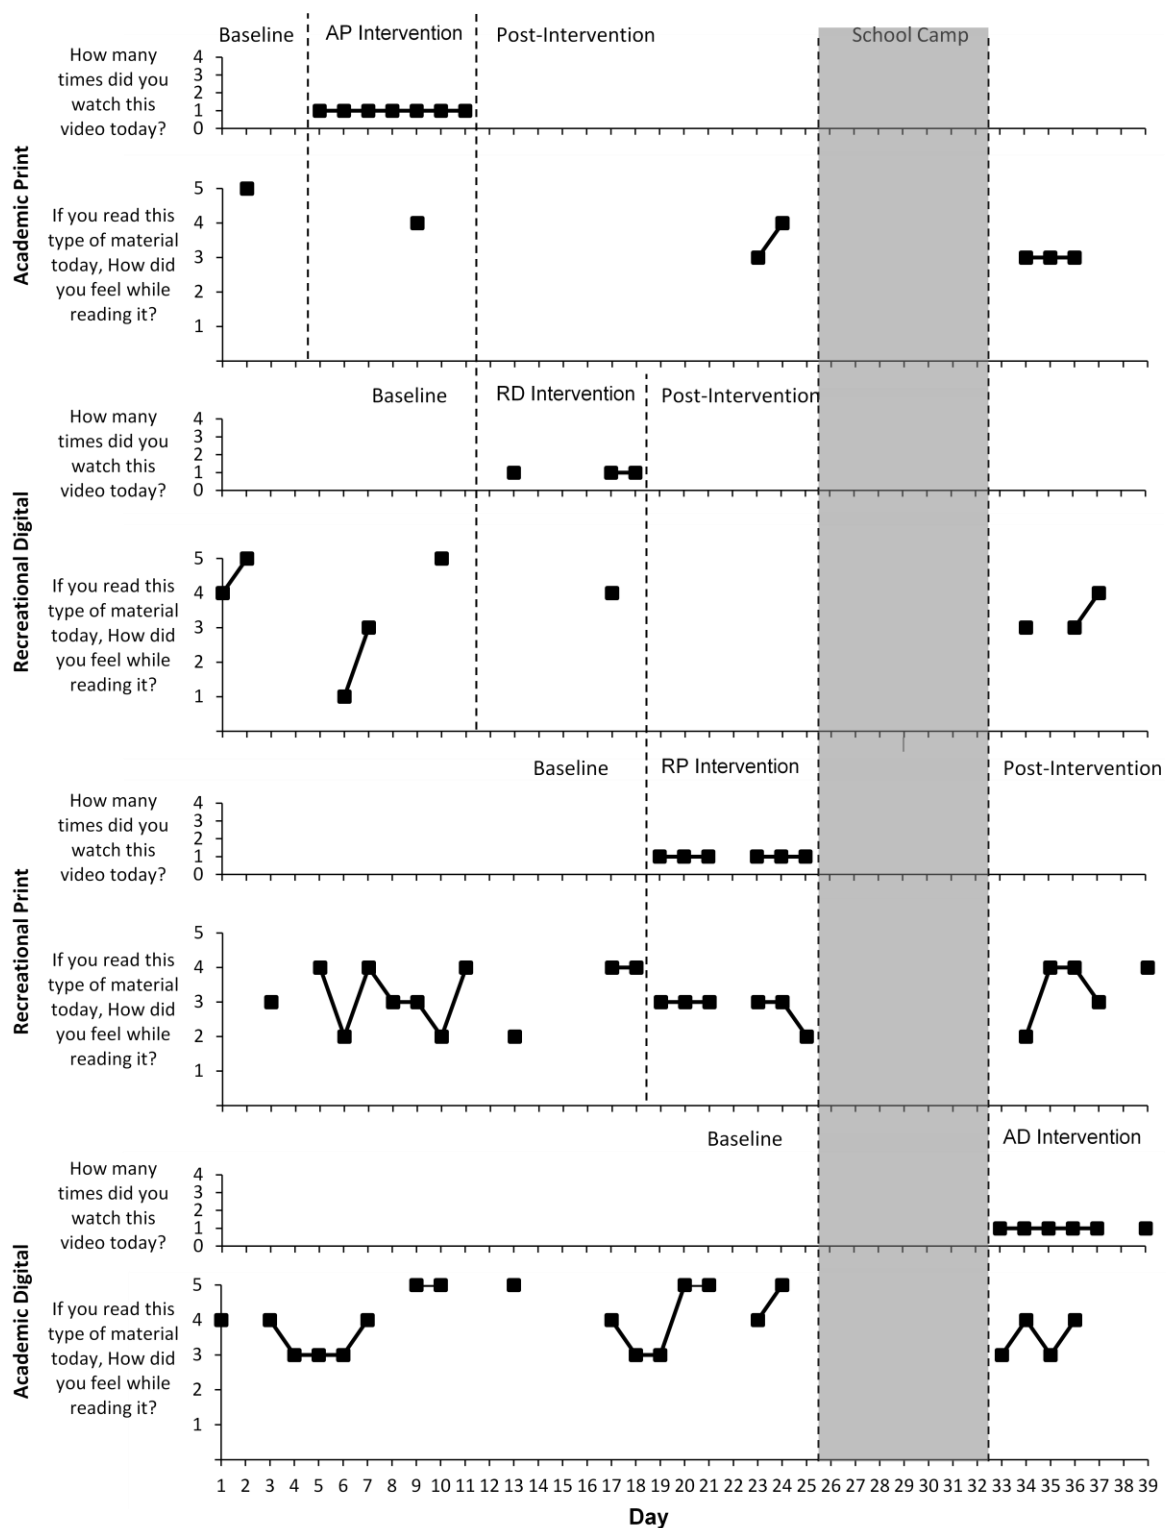 Baseline
AP Intervention
Post-Intervention
School Camp
Academic Print
How many
times did you
watch this
video today?
4
3
2
1
0
If you read this
type of material
today, How did
you feel while
reading it?
5
4
3
2
1
Baseline
RD Intervention
Post-Intervention
Recreational Digital
How many
times did you
watch this
video today?
4
3
2
1
0
If you read this
type of material
today, How did
you feel while
reading it?
5
4
3
2
1
Baseline
RP Intervention
Post-Intervention
Recreational Print
How many
times did you
watch this
video today?
4
3
2
1
0
If you read this
type of material
today, How did
you feel while
reading it?
5
4
3
2
1
Baseline
AD Intervention
Academic Digital
How many
times did you
watch this
video today?
4
3
2
1
0
If you read this
type of material
today, How did
you feel while
reading it?
5
4
3
2
1
1 2 3 4 5 6 7 8 9 10 11 12 13 14 15 16 17 18 19 20 21 22 23 24 25 26 27 28 29 30 31 32 33 34 35 36 37 38 39
Day